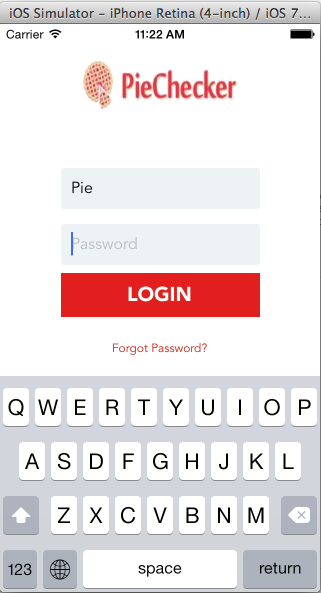 iOS Simulator – iPhone Retina (4-inch) / iOS 7...
Carrier 11:22 AM
PieChecker
Pie
Password
LOGIN
Forgot Password?
Q W E R T Y U I O P
A S D F G H J K L
Z X C V B N M
123 space return